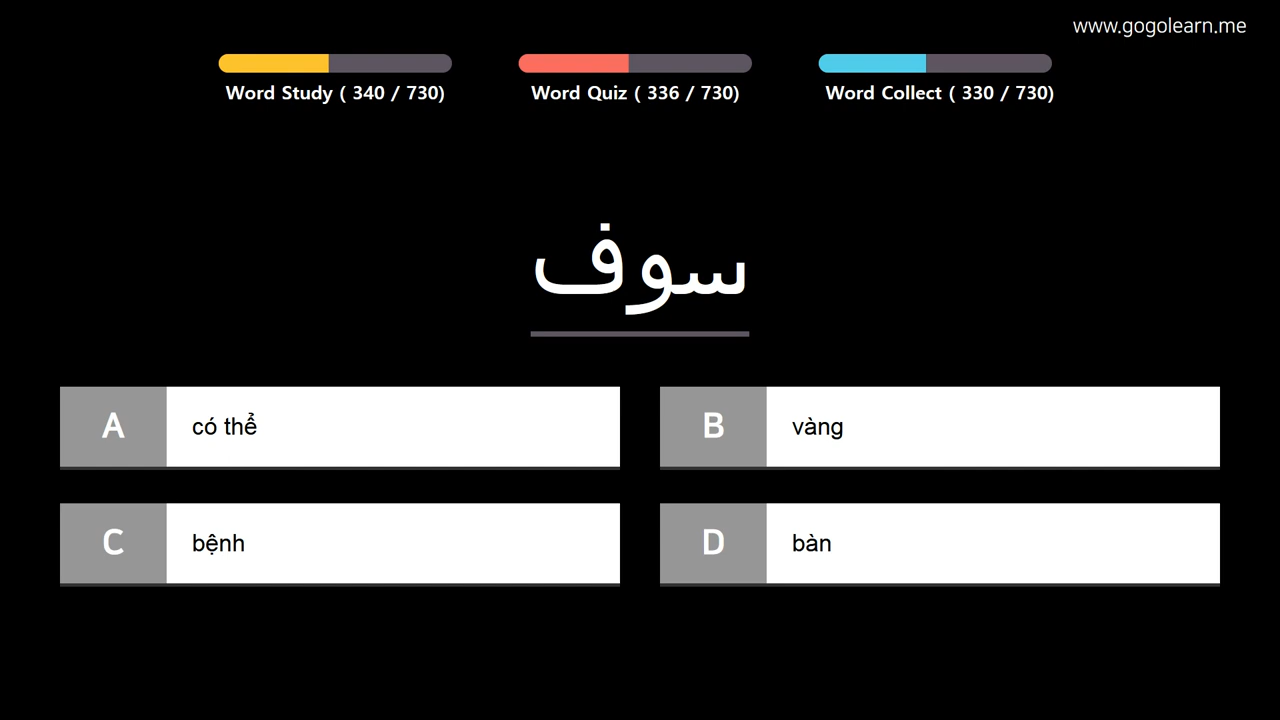 www.gogolearn.me
Word Study ( 340 / 730)
Word Quiz ( 336 / 730)
Word Collect ( 330 / 730)
سوف
A có thể
B vàng
C bệnh
D bàn